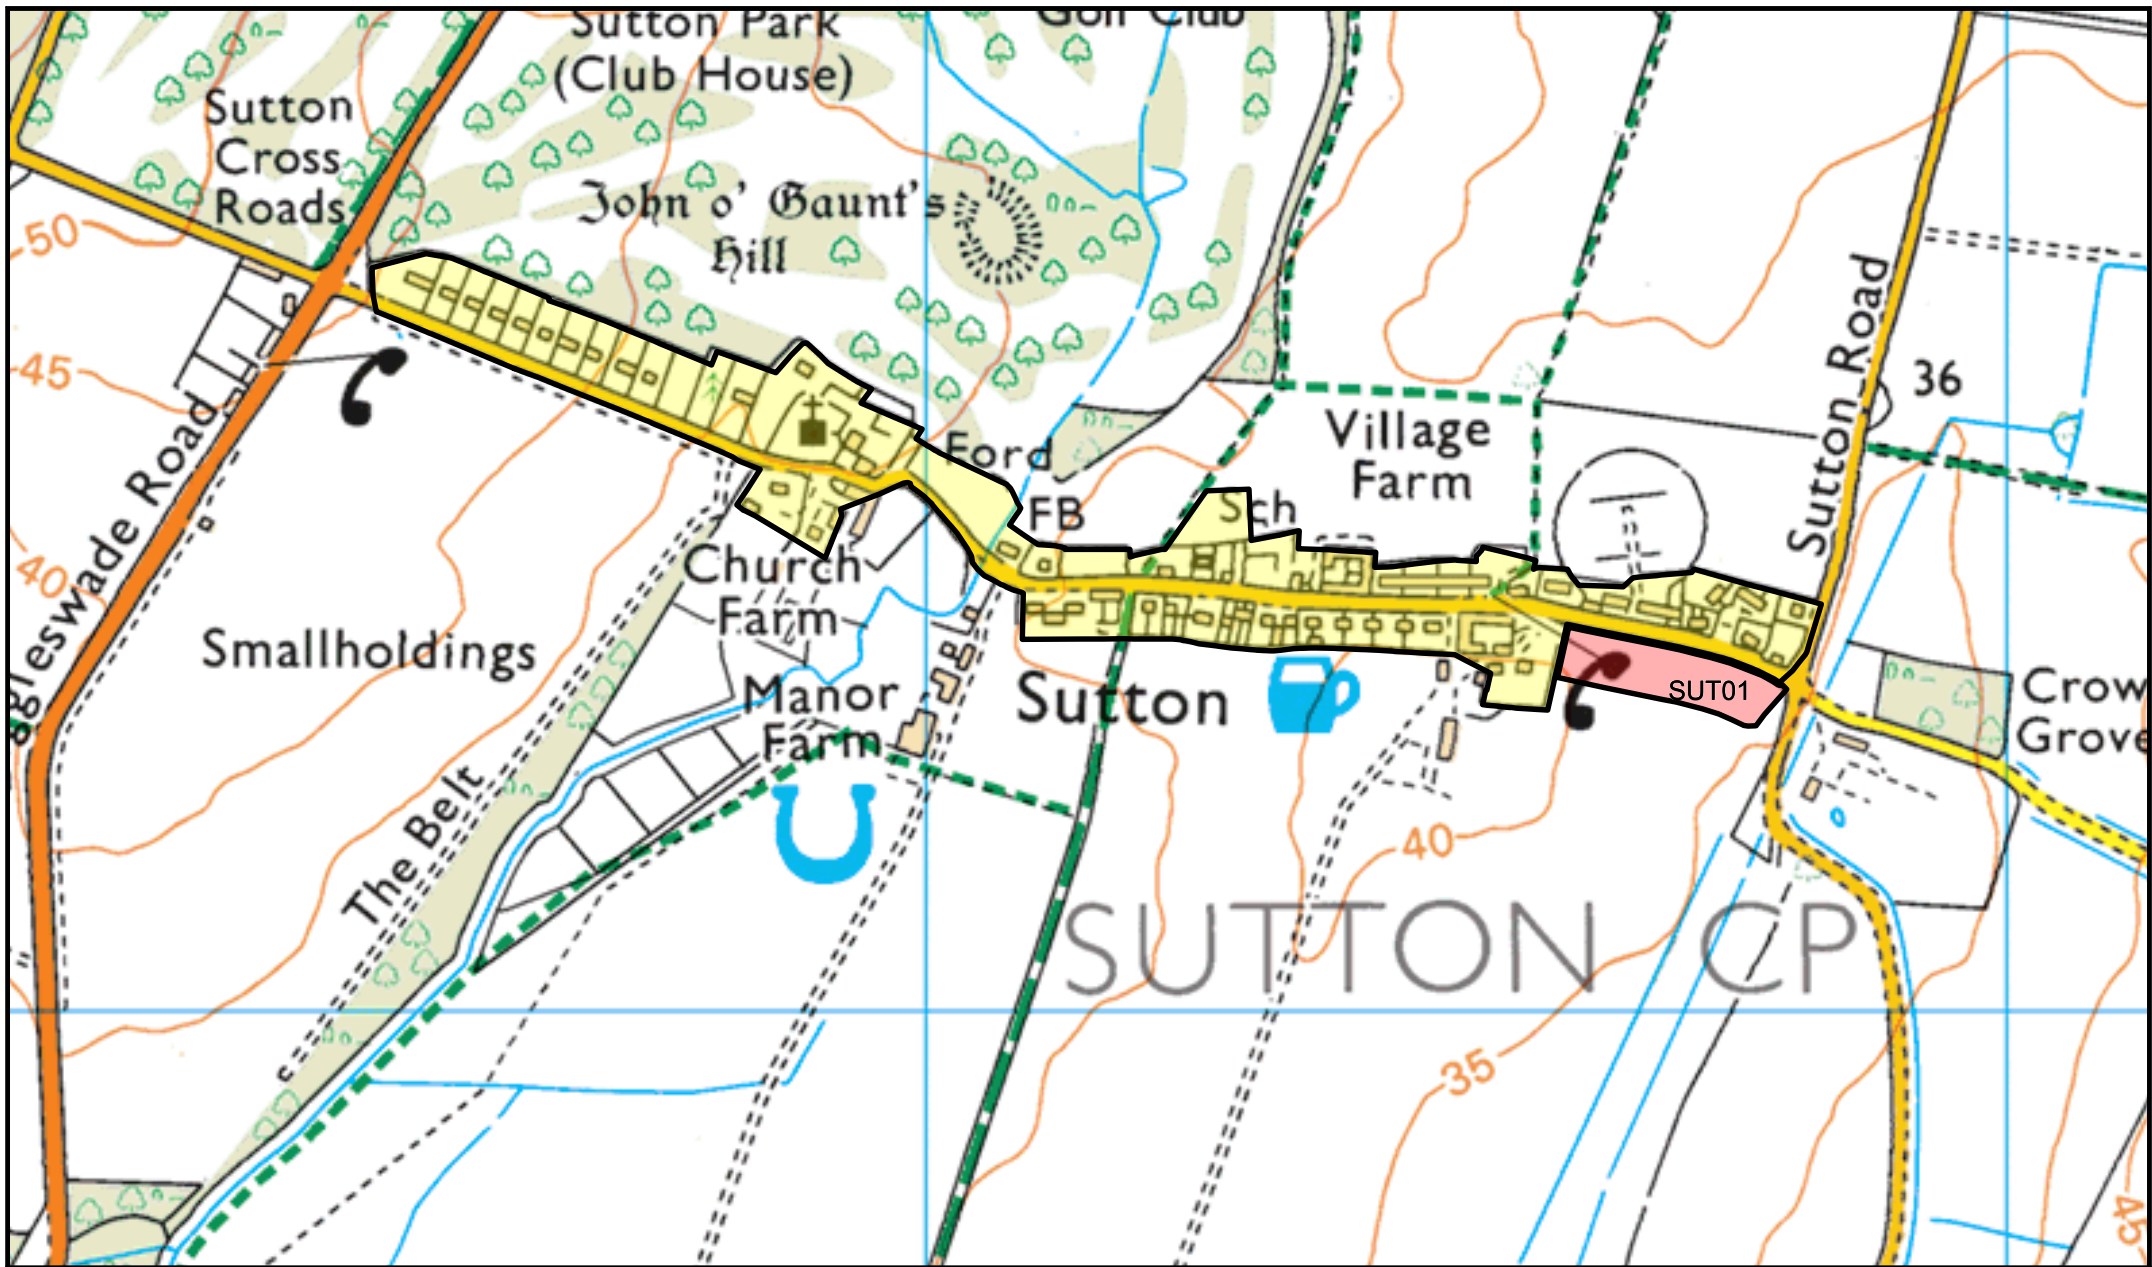 Sutton Park
(Club House)
Golf Club
Sutton
Cross
Roads
John o' Gaunt's
Hill
50
45
40
Sutton Road
36
Village
Farm
Ford
FB
Sch
Church
Farm
Smallholdings
ggleswade Road
Manor
Farm
Sutton
SUT01
Crow
Grove
The Belt
40
SUTTON CP
35
45